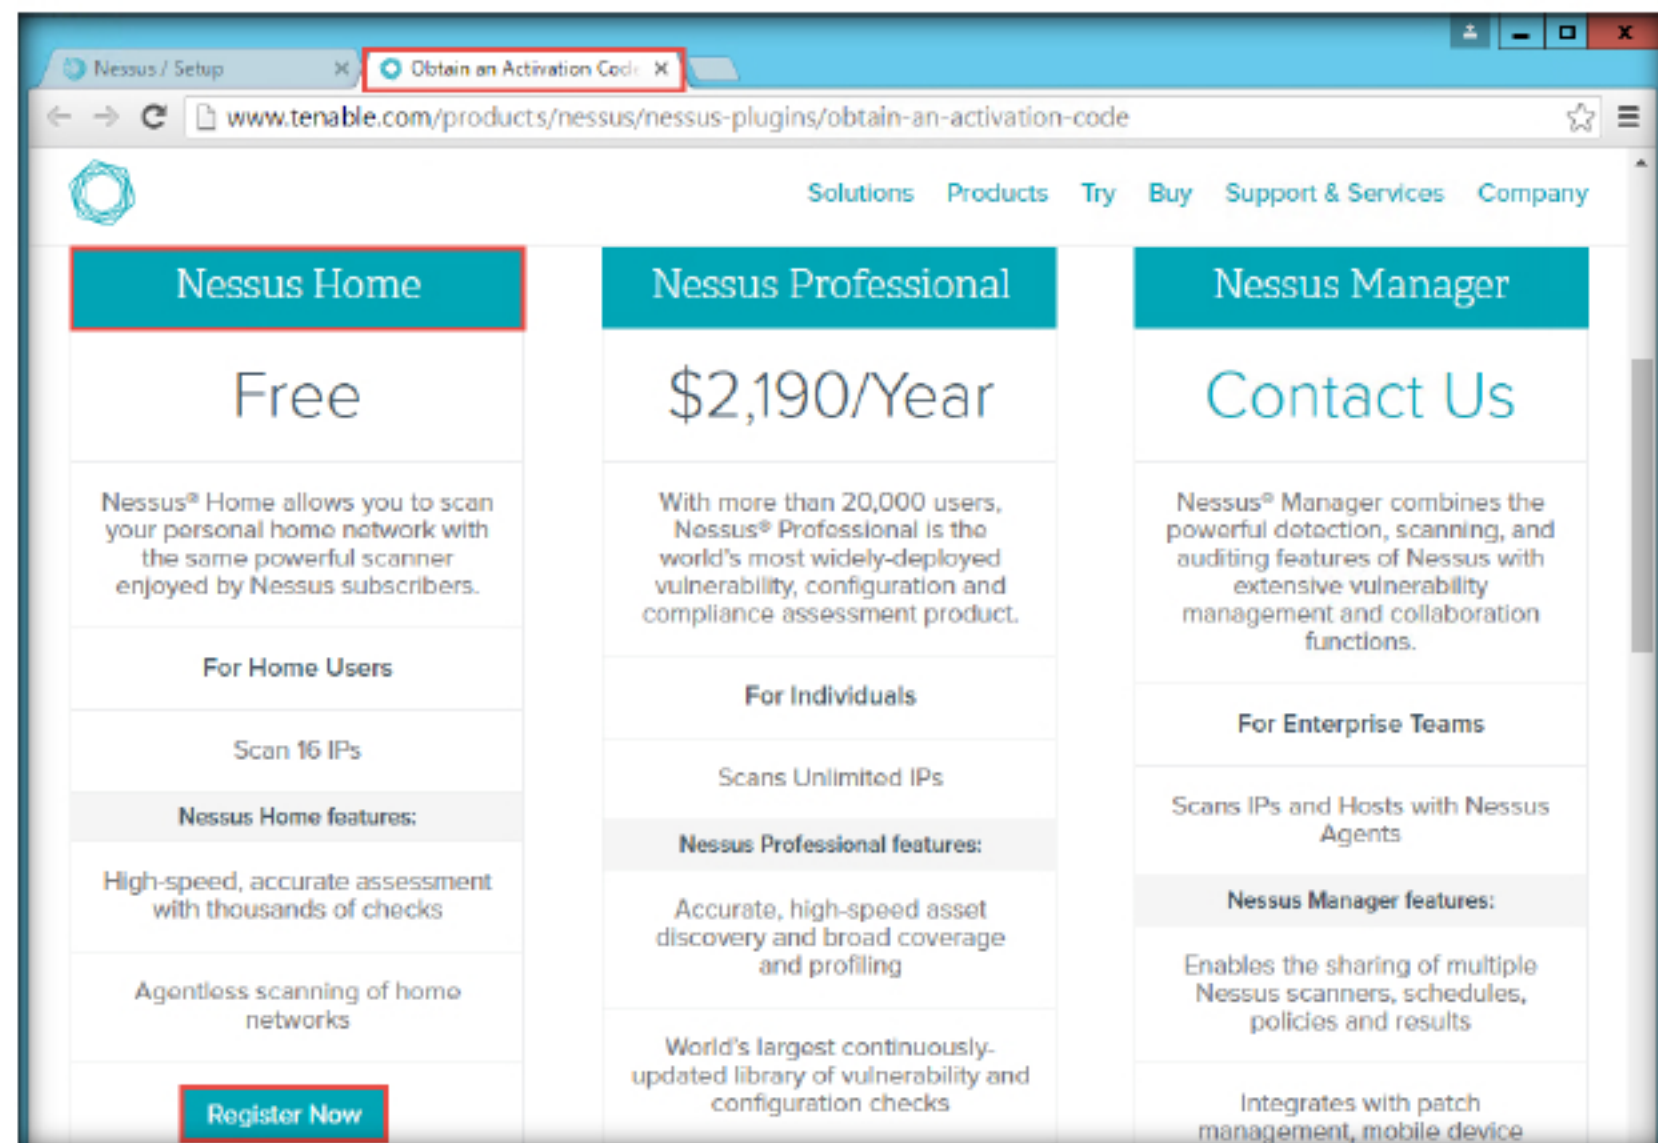 Nessus / Setup
Obtain an Activation Code
www.tenable.com/products/nessus/nessus-plugins/obtain-an-activation-code
Solutions Products Try Buy Support & Services Company
Nessus Home
Free
Nessus® Home allows you to scan
your personal home network with
the same powerful scanner
enjoyed by Nessus subscribers.
For Home Users
Scan 16 IPs
Nessus Home features:
High-speed, accurate assessment
with thousands of checks
Agentless scanning of home
networks
Register Now
Nessus Professional
$2,190/Year
With more than 20,000 users,
Nessus® Professional is the
world's most widely-deployed
vulnerability, configuration and
compliance assessment product.
For Individuals
Scans Unlimited IPs
Nessus Professional features:
Accurate, high-speed asset
discovery and broad coverage
and profiling
World's largest continuously-
updated library of vulnerability and
configuration checks
Nessus Manager
Contact Us
Nessus® Manager combines the
powerful detection, scanning, and
auditing features of Nessus with
extensive vulnerability
management and collaboration
functions.
For Enterprise Teams
Scans IPs and Hosts with Nessus
Agents
Nessus Manager features:
Enables the sharing of multiple
Nessus scanners, schedules,
policies and results
Integrates with patch
management, mobile device